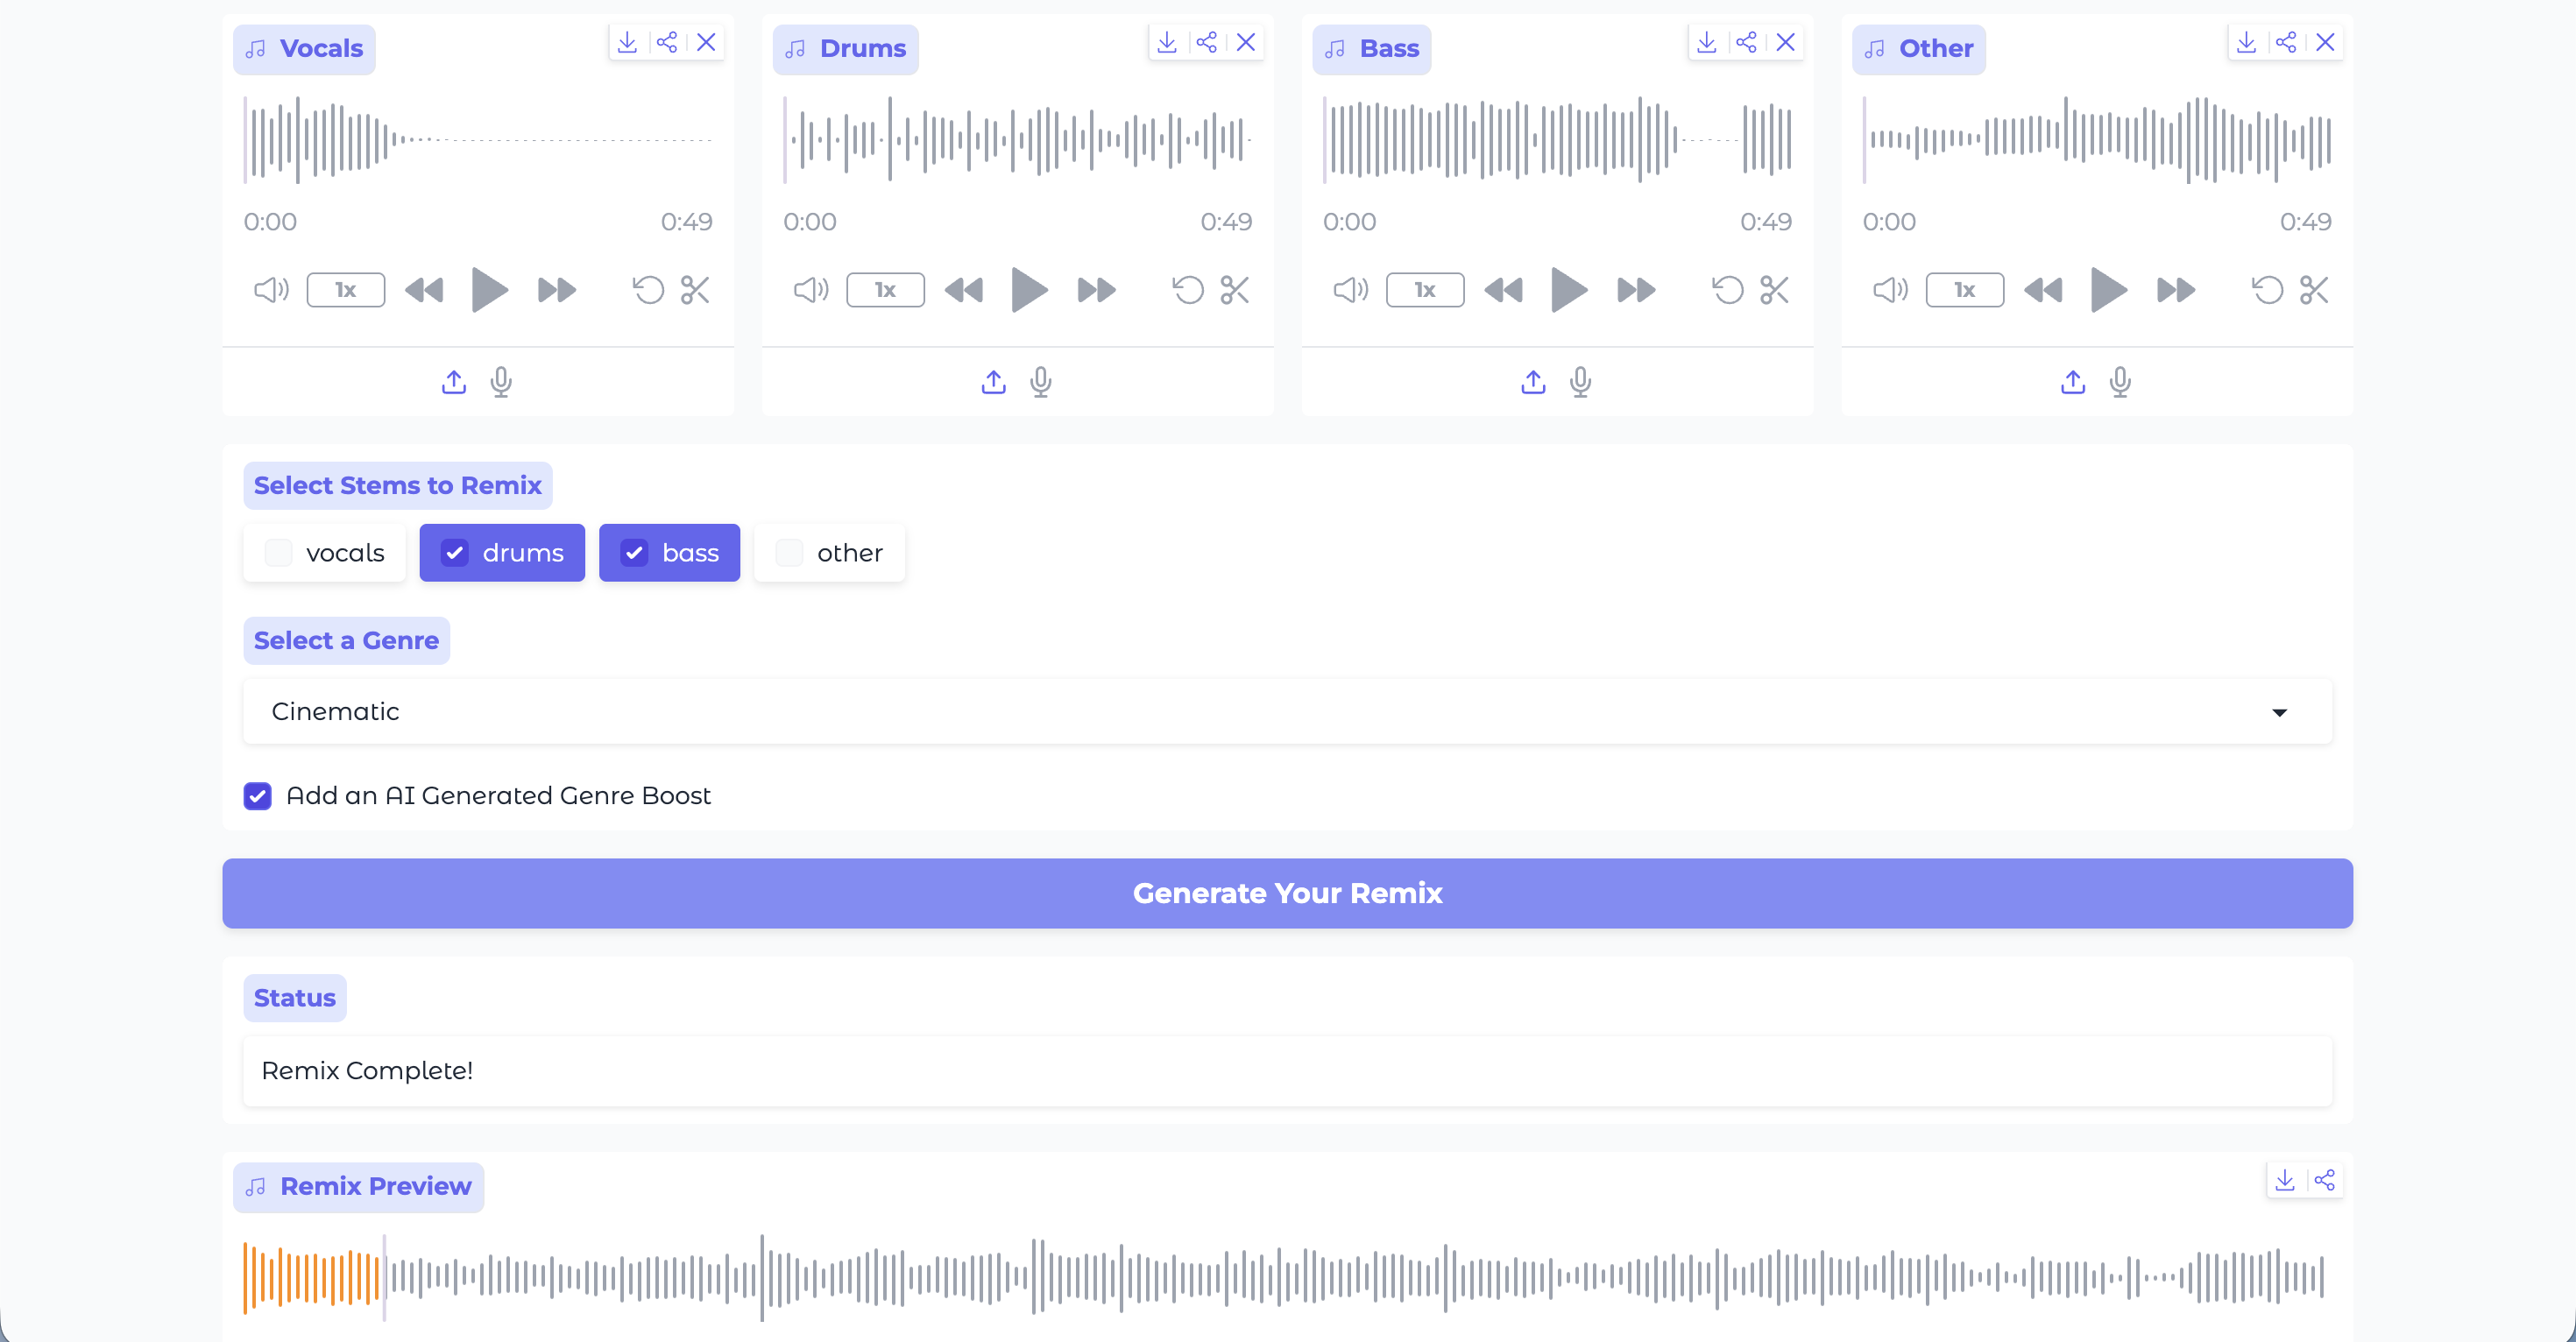 Vocals
Drums
Bass
Other
0:00 0:49
0:00 0:49
0:00 0:49
0:00 0:49
1x
1x
1x
1x
Select Stems to Remix
vocals
drums
bass
other
Select a Genre
Cinematic
Add an AI Generated Genre Boost
Generate Your Remix
Status
Remix Complete!
Remix Preview